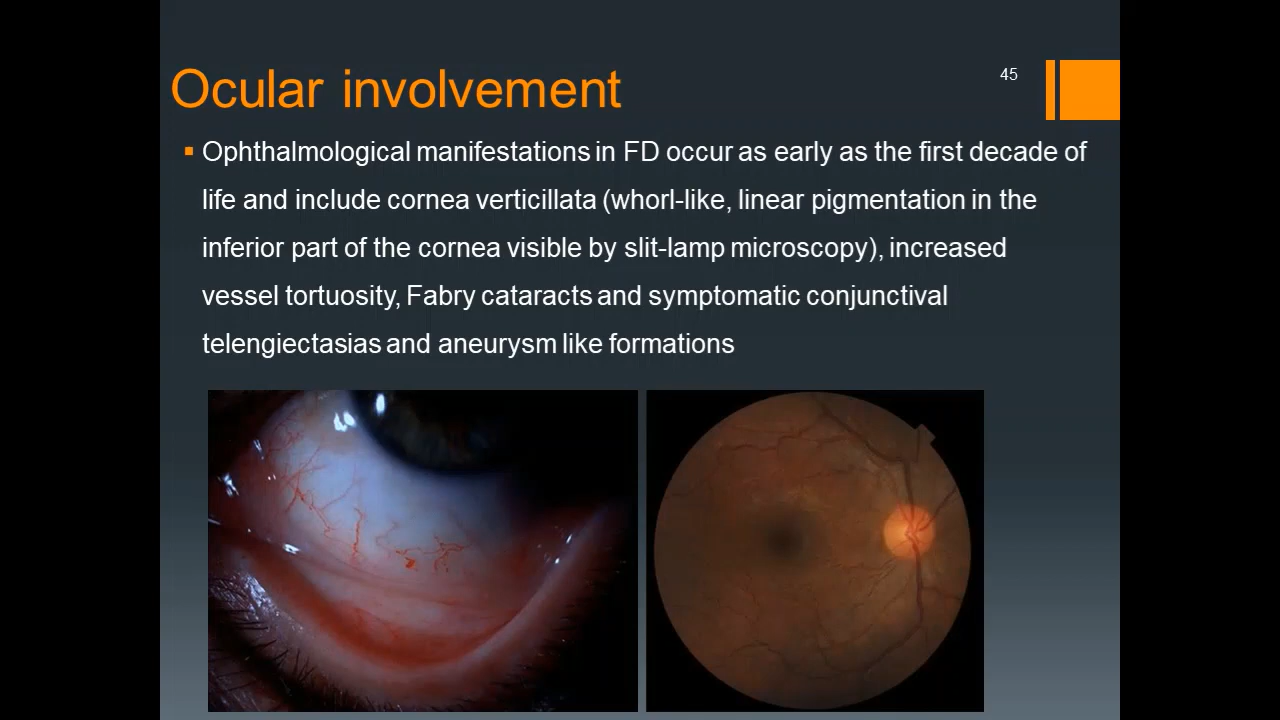 Ocular involvement
45
▪ Ophthalmological manifestations in FD occur as early as the first decade of
life and include cornea verticillata (whorl-like, linear pigmentation in the
inferior part of the cornea visible by slit-lamp microscopy), increased
vessel tortuosity, Fabry cataracts and symptomatic conjunctival
telengiectasias and aneurysm like formations